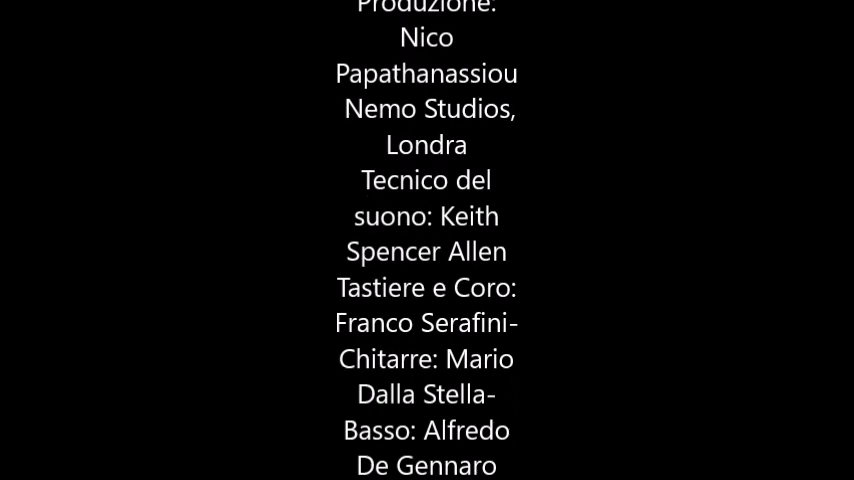 Produzione:
Nico
Papathanassiou
Nemo Studios,
Londra
Tecnico del
suono: Keith
Spencer Allen
Tastiere e Coro:
Franco Serafini-
Chitarre: Mario
Dalla Stella-
Basso: Alfredo
De Gennaro